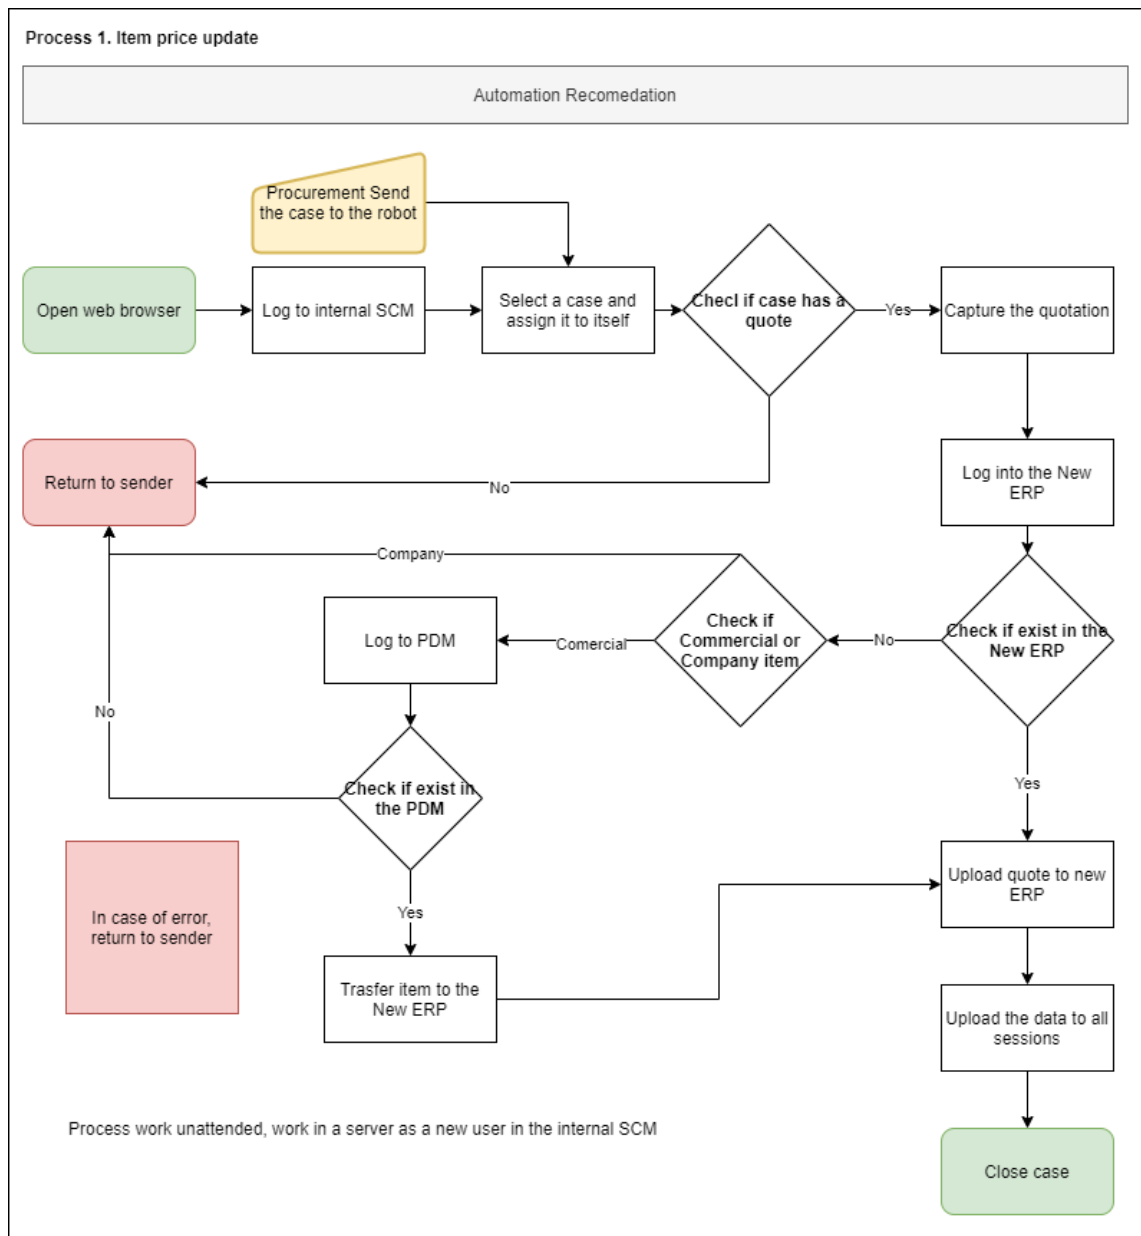 Process 1. Item price update
Automation Recomedation
Procurement Send
the case to the robot
Open web browser
Log to internal SCM
Select a case and
assign it to itself
Checl if case has a
quote
Yes
Capture the quotation
Return to sender
No
Log into the New
ERP
Company
Check if
Commercial or
Company item
Comercial
Log to PDM
No
Check if exist in the
New ERP
No
Check if exist in
the PDM
Yes
In case of error,
return to sender
Yes
Upload quote to new
ERP
Trasfer item to the
New ERP
Upload the data to all
sessions
Process work unattended, work in a server as a new user in the internal SCM
Close case